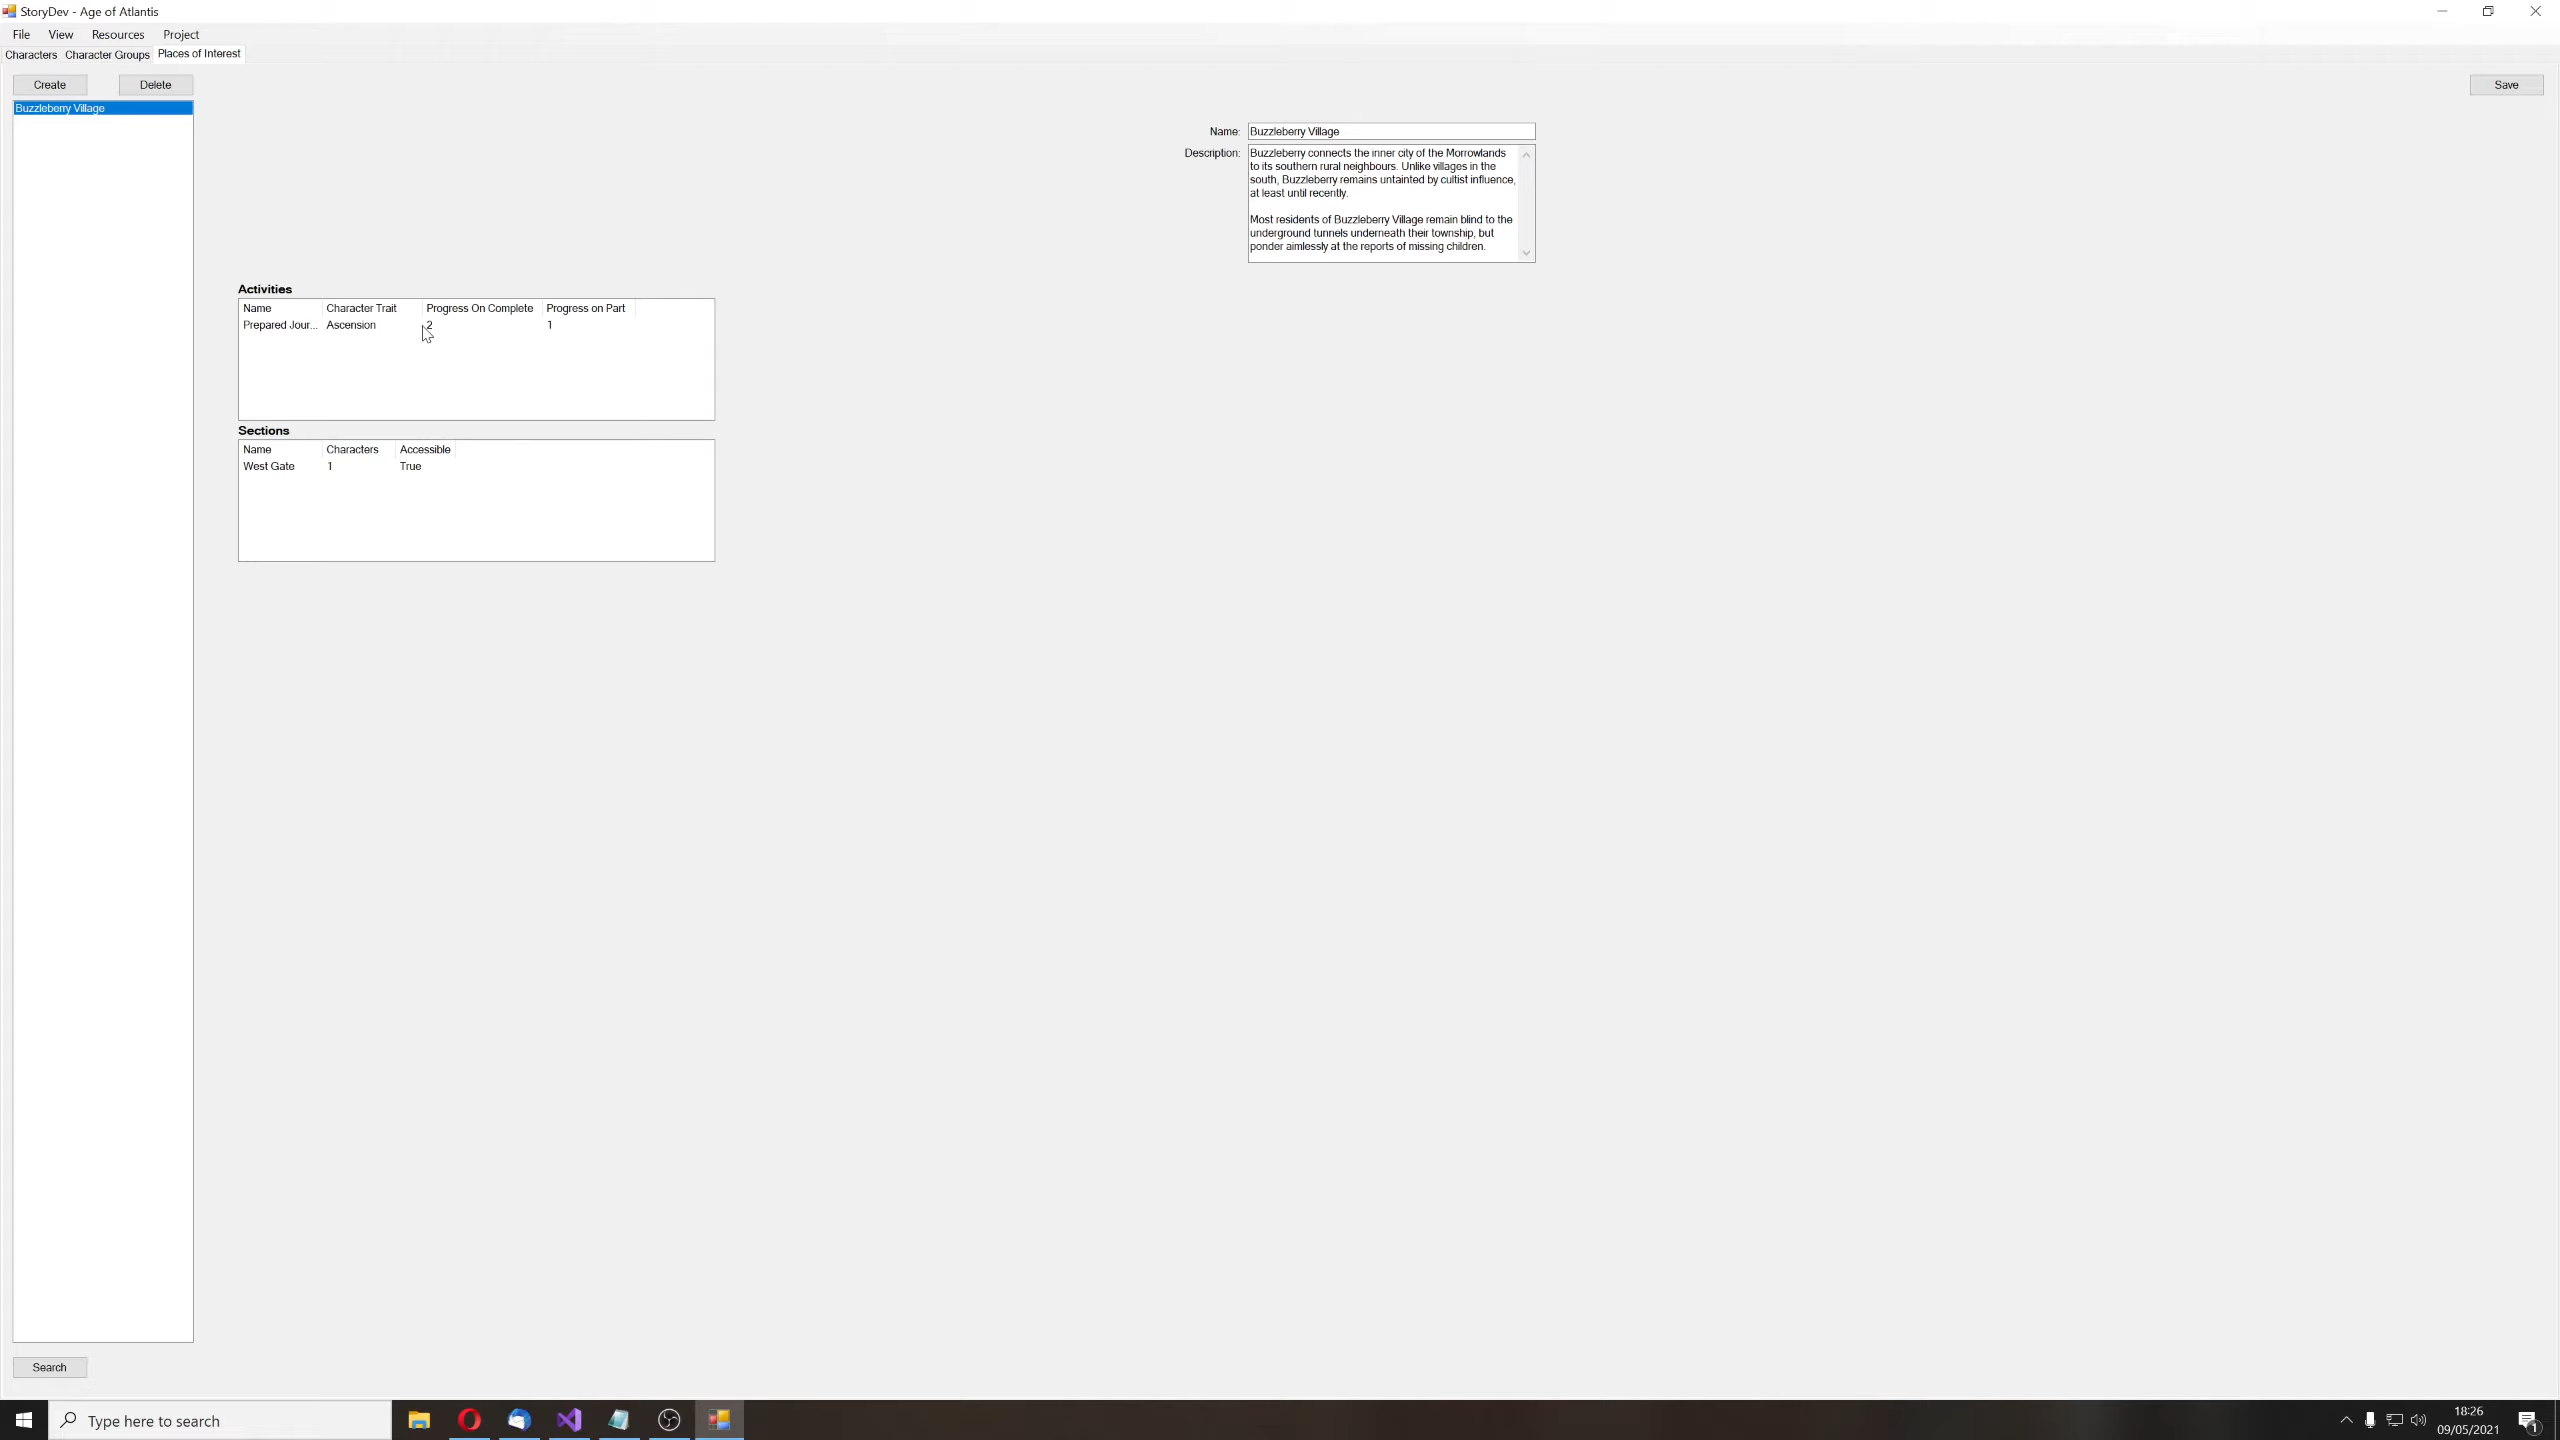 StoryDev - Age of Atlantis
File View Resources Project
Characters Character Groups Places of Interest
Create Delete Save
Buzzleberry Village
Name: Buzzleberry Village
Description: Buzzleberry connects the inner city of the Morrowlands
to its southern rural neighbours. Unlike villages in the
south, Buzzleberry remains untainted by cultist influence,
at least until recently.
Most residents of Buzzleberry Village remain blind to the
underground tunnels underneath their township, but
ponder aimlessly at the reports of missing children.
Activities
Name Character Trait Progress On Complete Progress on Part
Prepared Jour... Ascension 2 1
Sections
Name Characters Accessible
West Gate 1 True
Search
Type here to search
18:26
09/05/2021
1